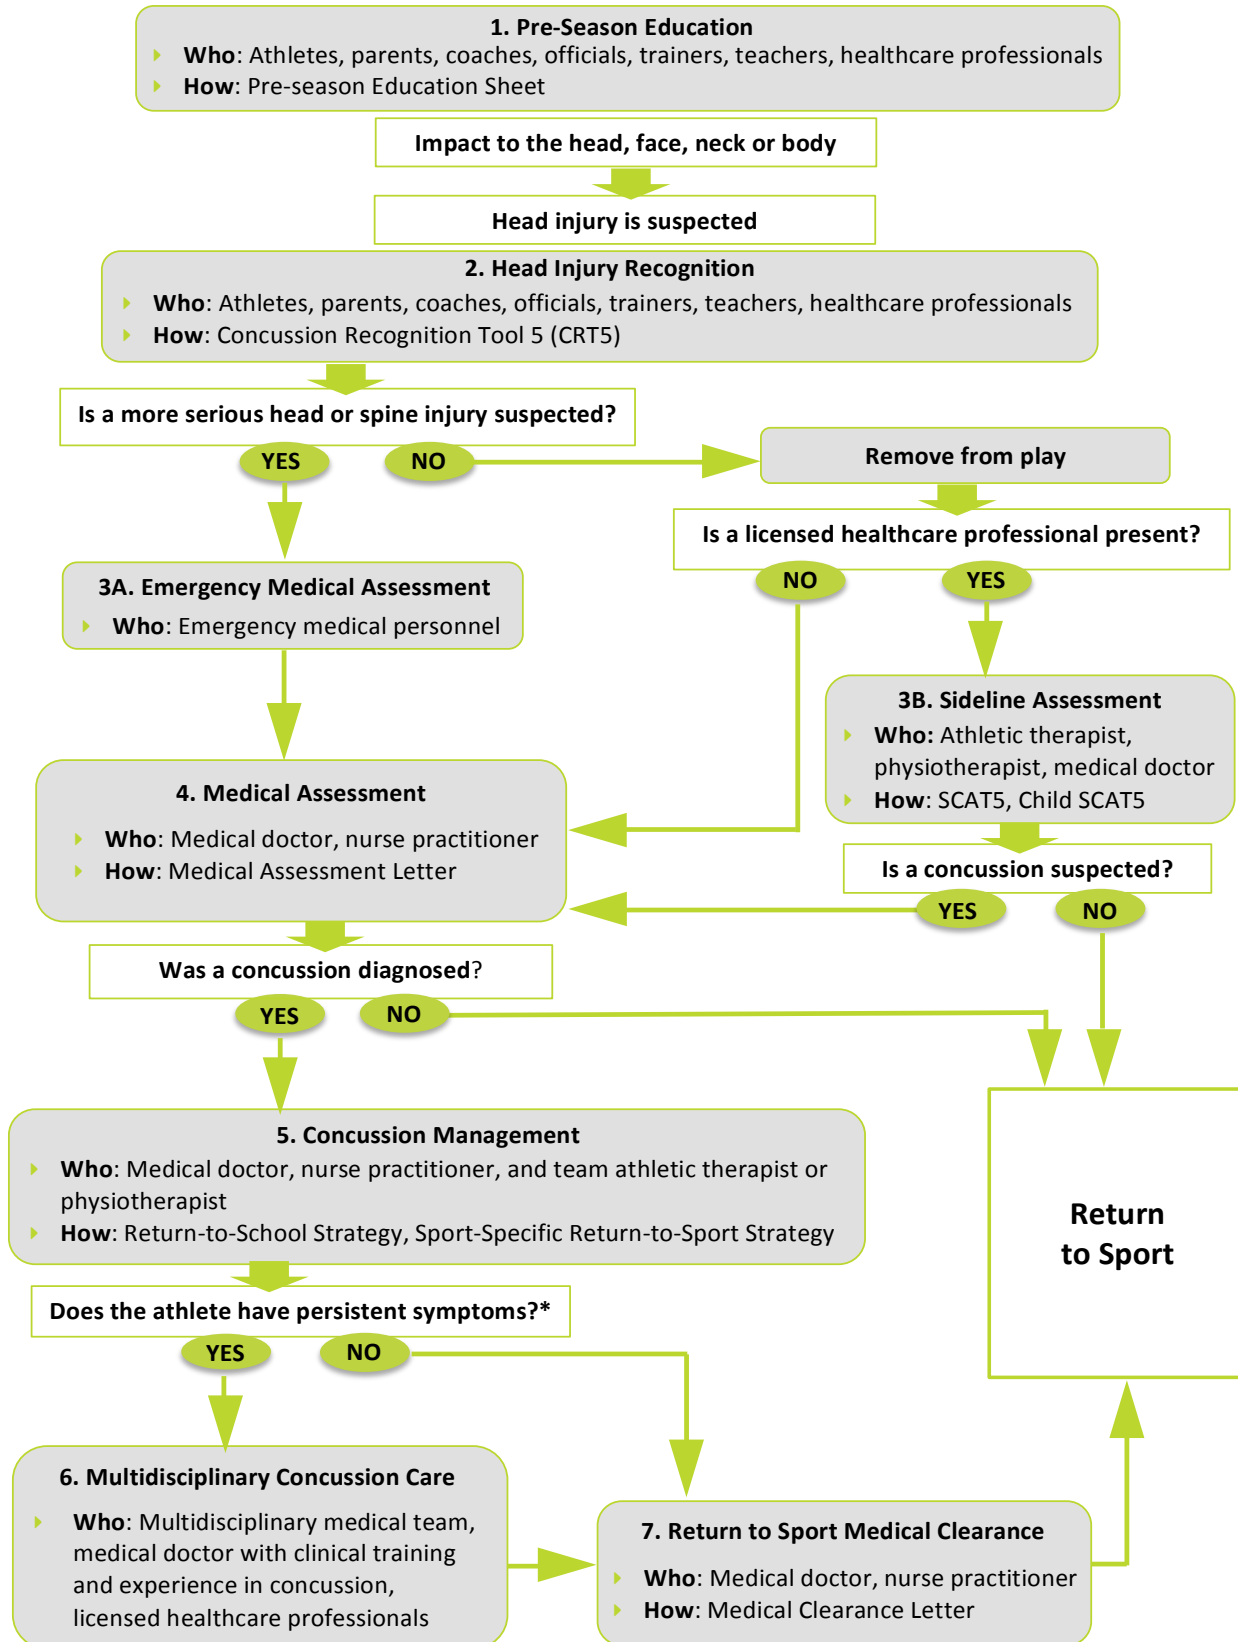 1. Pre-Season Education
Who: Athletes, parents, coaches, officials, trainers, teachers, healthcare professionals
How: Pre-season Education Sheet
Impact to the head, face, neck or body
Head injury is suspected
2. Head Injury Recognition
Who: Athletes, parents, coaches, officials, trainers, teachers, healthcare professionals
How: Concussion Recognition Tool 5 (CRT5)
Is a more serious head or spine injury suspected?
YES
NO
Remove from play
Is a licensed healthcare professional present?
NO
YES
3A. Emergency Medical Assessment
Who: Emergency medical personnel
3B. Sideline Assessment
Who: Athletic therapist,
physiotherapist, medical doctor
How: SCAT5, Child SCAT5
4. Medical Assessment
Who: Medical doctor, nurse practitioner
How: Medical Assessment Letter
Is a concussion suspected?
YES
NO
Was a concussion diagnosed?
YES
NO
5. Concussion Management
Who: Medical doctor, nurse practitioner, and team athletic therapist or
physiotherapist
How: Return-to-School Strategy, Sport-Specific Return-to-Sport Strategy
Return
to Sport
Does the athlete have persistent symptoms?*
YES
NO
6. Multidisciplinary Concussion Care
Who: Multidisciplinary medical team,
medical doctor with clinical training
and experience in concussion,
licensed healthcare professionals
7. Return to Sport Medical Clearance
Who: Medical doctor, nurse practitioner
How: Medical Clearance Letter